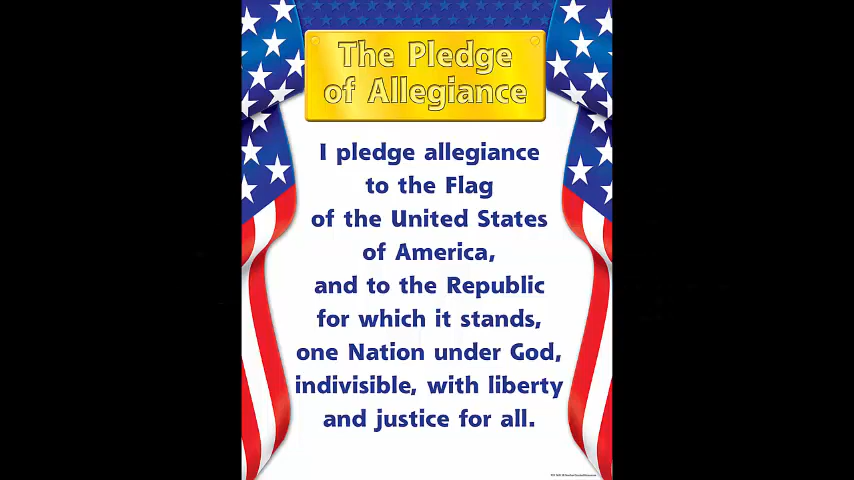 The Pledge
of Allegiance
I pledge allegiance
to the Flag
of the United States
of America,
and to the Republic
for which it stands,
one Nation under God,
indivisible, with liberty
and justice for all.